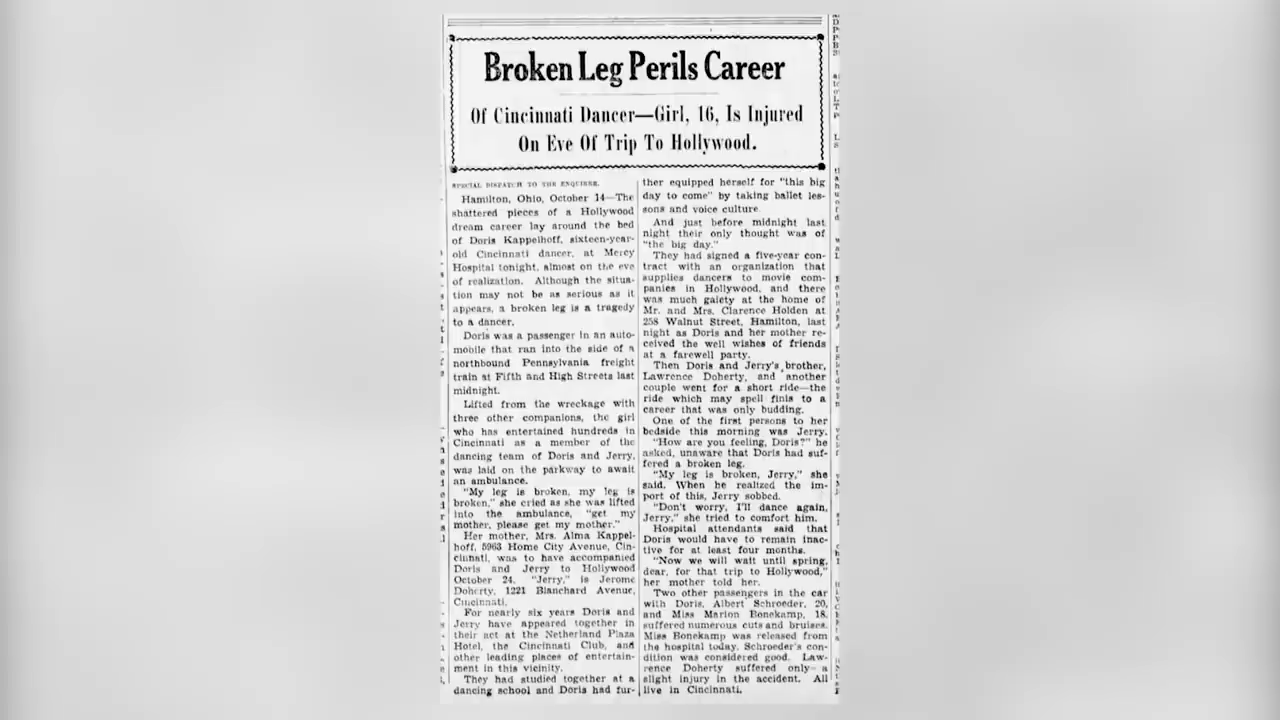 Broken Leg Perils Career
Of Cincinnati Dancer—Girl, 16, Is Injured
On Eve Of Trip To Hollywood.
SPECIAL DISPATCH TO THE ENQUIRER.
Hamilton, Ohio, October 14—The
shattered pieces of a Hollywood
dream career lay around the bed
of Doris Kappelhoff, sixteen-year-
old Cincinnati dancer, at Mercy
Hospital tonight, almost on the eve
of realization. Although the situa-
tion may not be as serious as it
appears, a broken leg is a tragedy
to a dancer.
Doris was a passenger in an auto-
mobile that ran into the side of a
northbound Pennsylvania freight
train at Fifth and High Streets last
midnight.
Lifted from the wreckage with
three other companions, the girl
who has entertained hundreds in
Cincinnati as a member of the
dancing team of Doris and Jerry,
was laid on the parkway to await
an ambulance.
"My leg is broken, my leg is
broken," she cried as she was lifted
into the ambulance, "get my
mother, please get my mother."
Her mother, Mrs. Alma Kappel-
hoff, 5963 Home City Avenue, Cin-
cinnati, was to have accompanied
Doris and Jerry to Hollywood
October 24. "Jerry," is Jerome
Doherty, 1221 Blanchard Avenue,
Cincinnati.
For nearly six years Doris and
Jerry have appeared together in
their act at the Netherland Plaza
Hotel, the Cincinnati Club, and
other leading places of entertain-
ment in this vicinity.
They had studied together at a
dancing school and Doris had fur-
ther equipped herself for "this big
day to come" by taking ballet les-
sons and voice culture.
And just before midnight last
night their only thought was of
"the big day."
They had signed a five-year con-
tract with an organization that
supplies dancers to movie com-
panies in Hollywood, and there
was much gaiety at the home of
Mr. and Mrs. Clarence Holden at
258 Walnut Street, Hamilton, last
night as Doris and her mother re-
ceived the well wishes of friends
at a farewell party.
Then Doris and Jerry's brother,
Lawrence Doherty, and another
couple went for a short ride—the
ride which may spell finis to a
career that was only budding.
One of the first persons to her
bedside this morning was Jerry.
"How are you feeling, Doris?" he
asked, unaware that Doris had suf-
fered a broken leg.
"My leg is broken, Jerry," she
said. When he realized the im-
port of this, Jerry sobbed.
"Don't worry, I'll dance again,
Jerry," she tried to comfort him.
Hospital attendants said that
Doris would have to remain inac-
tive for at least four months.
"Now we will wait until spring,
dear, for that trip to Hollywood,"
her mother told her.
Two other passengers in the car
with Doris, Albert Schroeder, 20,
and Miss Marion Bonekamp, 18,
suffered numerous cuts and bruises.
Miss Bonekamp was released from
the hospital today. Schroeder's con-
dition was considered good. Law-
rence Doherty suffered only a
slight injury in the accident. All
live in Cincinnati.